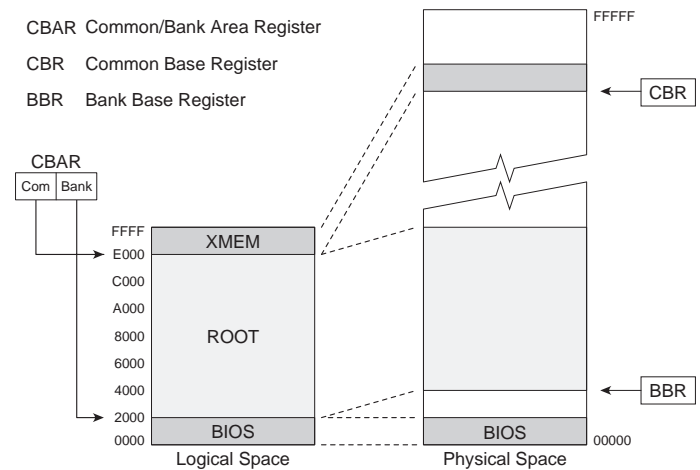 CBAR Common/Bank Area Register
CBR Common Base Register
BBR Bank Base Register
FFFFF
CBR
CBAR
Com Bank
FFFF
XMEM
E000
C000
A000
8000
ROOT
6000
4000
BBR
2000
BIOS
BIOS
0000
00000
Logical Space
Physical Space